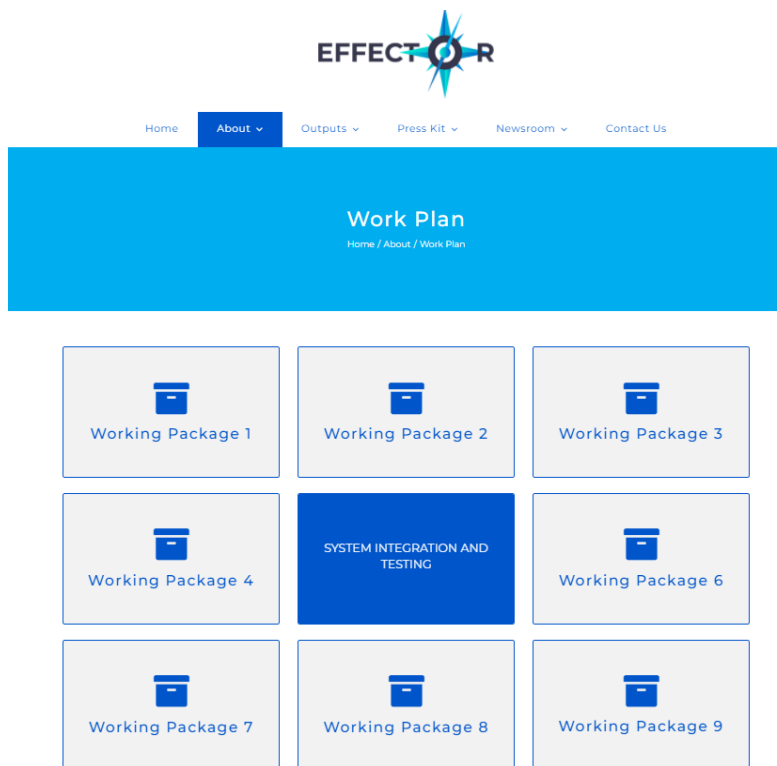 EFFECTOR
Home About Outputs Press Kit Newsroom Contact Us
Work Plan
Home / About / Work Plan
Working Package 1 Working Package 2 Working Package 3
SYSTEM INTEGRATION AND
TESTING
Working Package 4 Working Package 6
Working Package 7 Working Package 8 Working Package 9